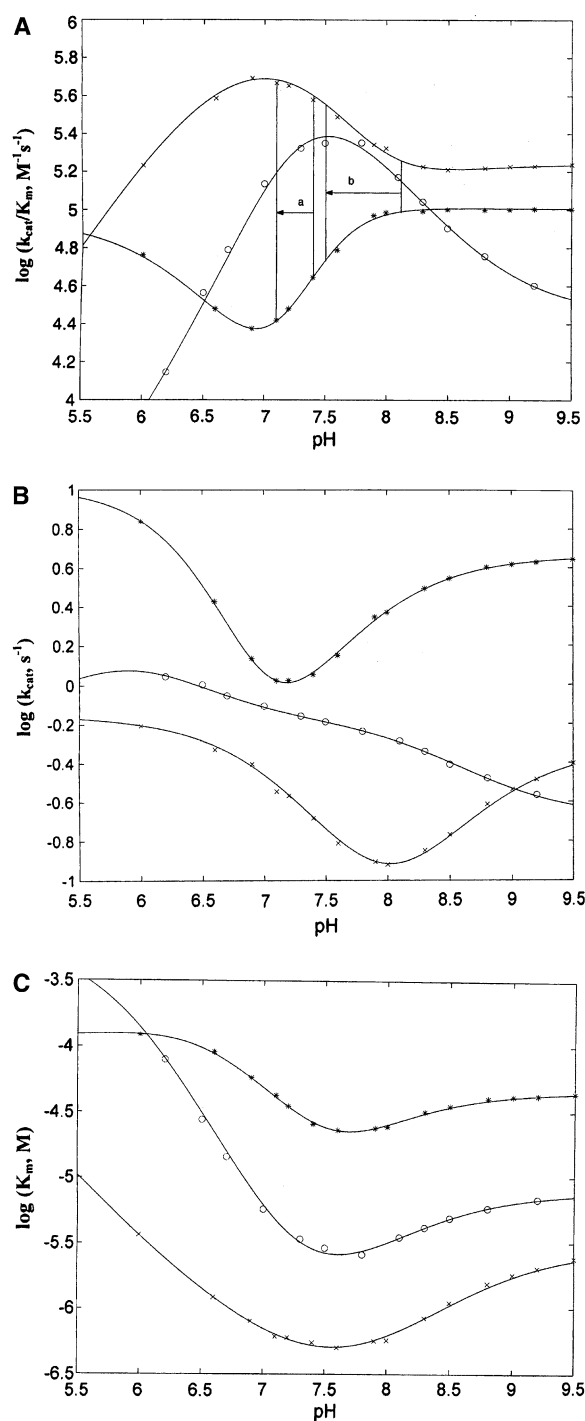 A
log (kcat/Km, M-1s-1)
6
5.8
5.6
5.4
5.2
5
4.8
4.6
4.4
4.2
4
a
b
5.5 6 6.5 7 7.5 8 8.5 9 9.5
pH
B
log (kcat, s-1)
1
0.8
0.6
0.4
0.2
0
-0.2
-0.4
-0.6
-0.8
-1
5.5 6 6.5 7 7.5 8 8.5 9 9.5
pH
C
log (Km, M)
-3.5
-4
-4.5
-5
-5.5
-6
-6.5
5.5 6 6.5 7 7.5 8 8.5 9 9.5
pH